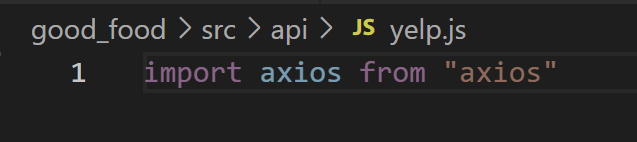 good_food > src > api > JS yelp.js
1 import axios from "axios"